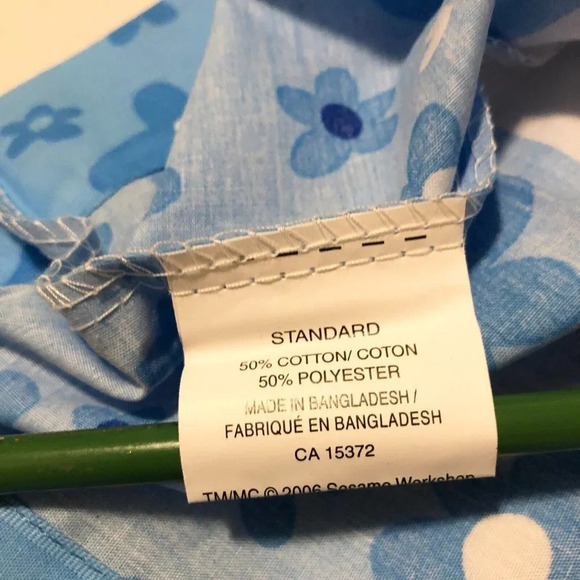 STANDARD
50% COTTON/ COTON
50% POLYESTER
MADE IN BANGLADESH /
FABRIQUÉ EN BANGLADESH
CA 15372
TM/MC © 2006 Sesame Workshop